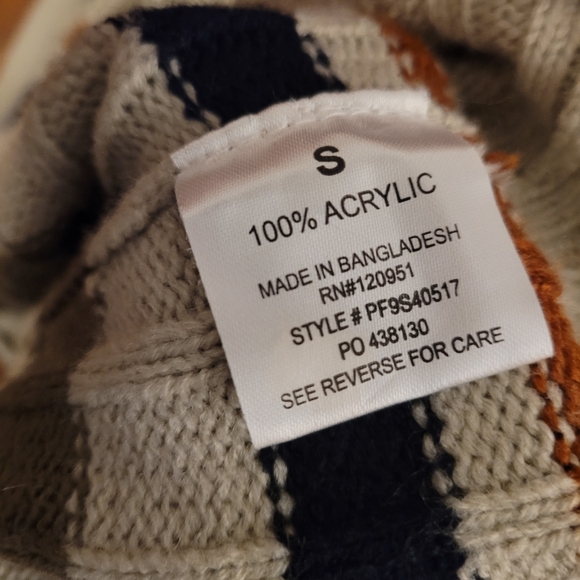 S
100% ACRYLIC
MADE IN BANGLADESH
RN#120951
STYLE # PF9S40517
PO 438130
SEE REVERSE FOR CARE